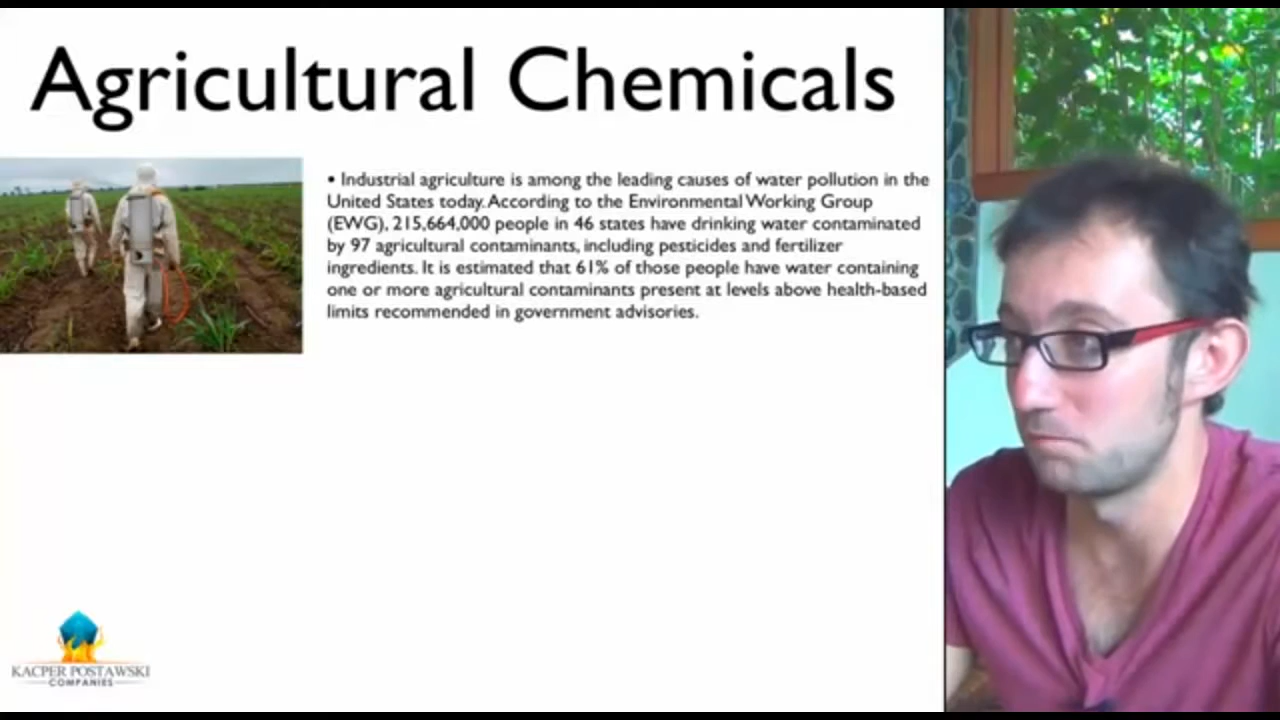 Agricultural Chemicals
• Industrial agriculture is among the leading causes of water pollution in the
United States today. According to the Environmental Working Group
(EWG), 215,664,000 people in 46 states have drinking water contaminated
by 97 agricultural contaminants, including pesticides and fertilizer
ingredients. It is estimated that 61% of those people have water containing
one or more agricultural contaminants present at levels above health-based
limits recommended in government advisories.
KACPER POSTAWSKI
COMPANIES